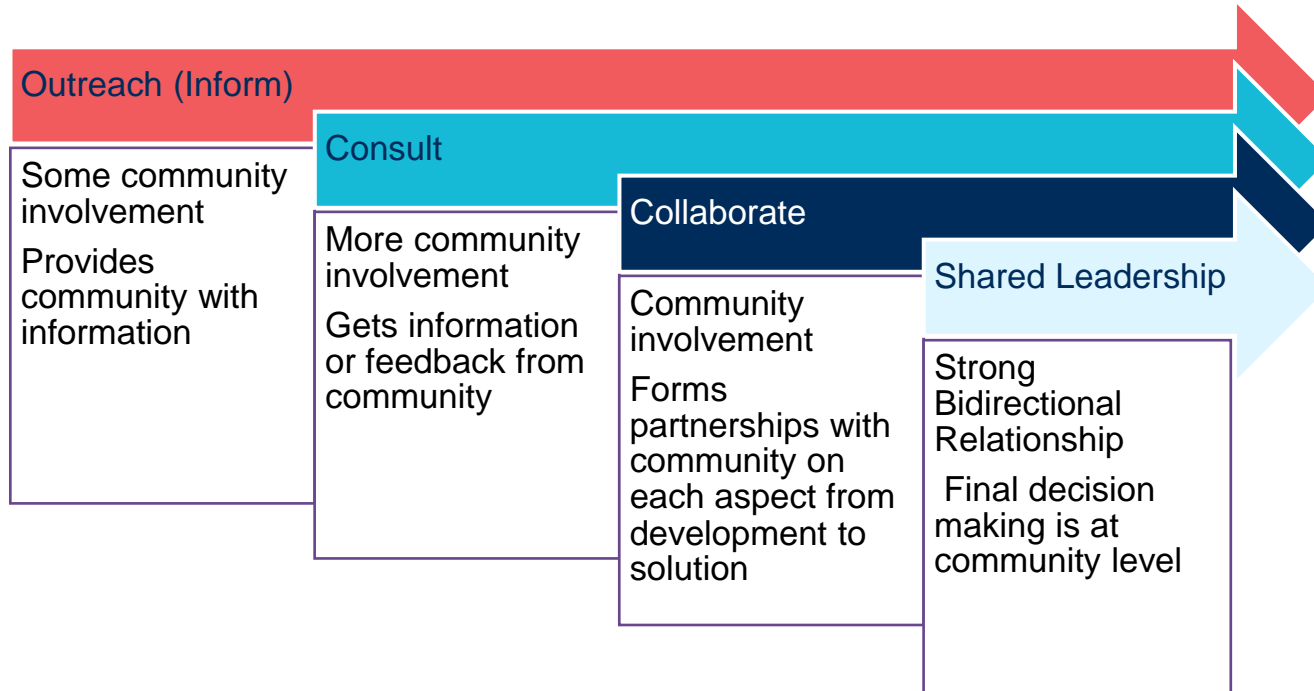 Outreach (Inform)
Some community
involvement
Provides
community with
information
Consult
More community
involvement
Gets information
or feedback from
community
Collaborate
Community
involvement
Forms
partnerships with
community on
each aspect from
development to
solution
Shared Leadership
Strong
Bidirectional
Relationship
Final decision
making is at
community level